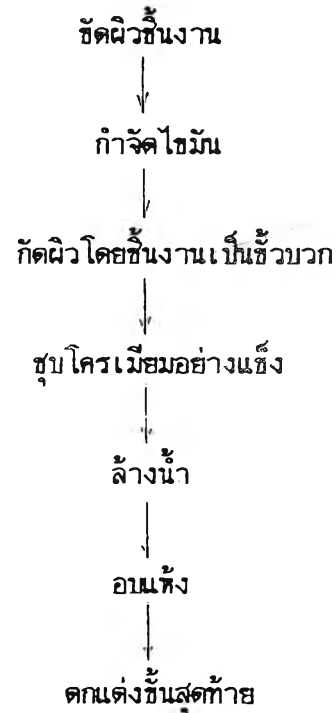 ขัดผิวชิ้นงาน
กำจัดไขมัน
กัดผิวโดยชิ้นงานเป็นขั้วบวก
ชุบโครเมียมอย่างแข็ง
ล้างน้ำ
อบแห้ง
ตกแต่งขั้นสุดท้าย